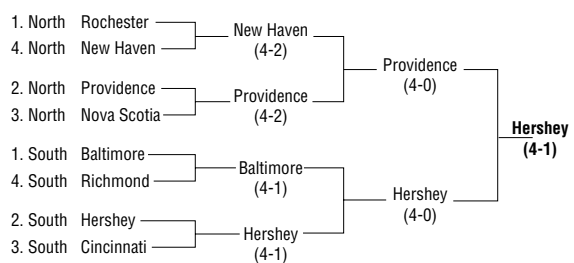 1. North Rochester
4. North New Haven
New Haven
(4-2)
2. North Providence
3. North Nova Scotia
Providence
(4-2)
Providence
(4-0)
1. South Baltimore
4. South Richmond
Baltimore
(4-1)
2. South Hershey
3. South Cincinnati
Hershey
(4-1)
Hershey
(4-0)
Hershey
(4-1)